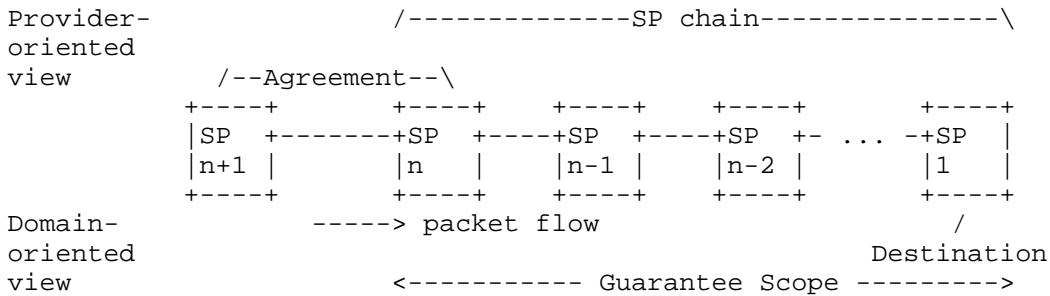 Provider-                    /--------------SP chain---------------\
oriented
view         /--Agreement--\
           +----+       +----+    +----+    +----+       +----+
           |SP  +-------+SP  +----+SP  +----+SP  +- ... -+SP  |
           |n+1 |       |n   |    |n-1 |    |n-2 |       |1   |
           +----+       +----+    +----+    +----+       +----+
Domain-            -----> packet flow                      /
oriented                                              Destination
view                    <----------- Guarantee Scope --------->